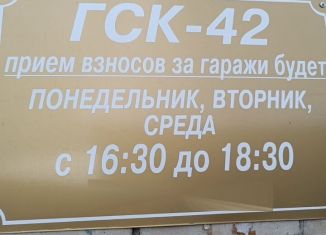 ГСК-42
прием взносов за гаражи будет
ПОНЕДЕЛЬНИК, ВТОРНИК,
СРЕДА
с 16:30 до 18:30